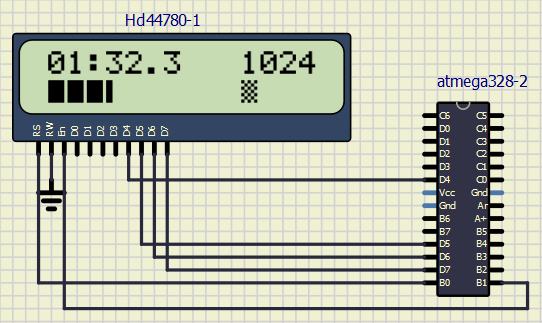 Hd44780-1
01:32.3 1024
RS RW En D0 D1 D2 D3 D4 D5 D6 D7
atmega328-2
C6 C5
D0 C4
D1 C3
D2 C2
D3 C1
D4 C0
Vcc Gnd
Gnd Ar
B6 A+
B7 B5
D5 B4
D6 B3
D7 B2
B0 B1